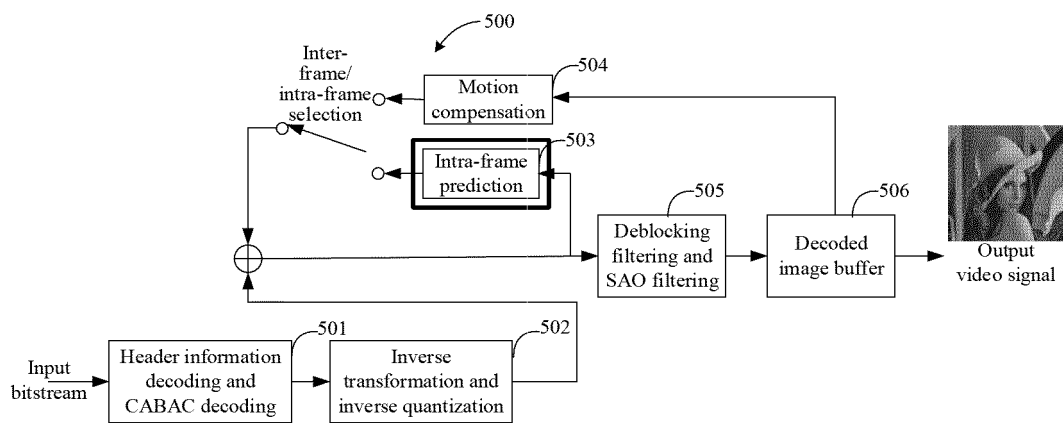 500
Inter-
frame/
intra-frame
selection
Motion
compensation
504
Intra-frame
prediction
503
Deblocking
filtering and
SAO filtering
505
Decoded
image buffer
506
Output
video signal
Input
bitstream
Header information
decoding and
CABAC decoding
501
Inverse
transformation and
inverse quantization
502